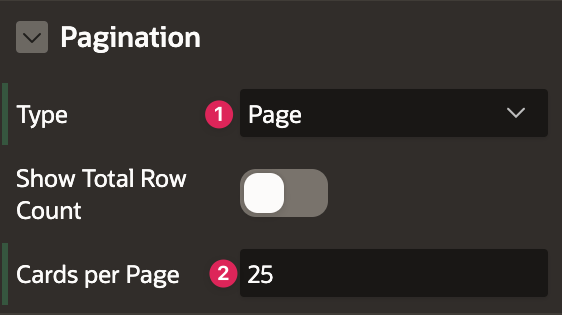 Pagination
Type 1 Page
Show Total Row
Count
Cards per Page 2 25